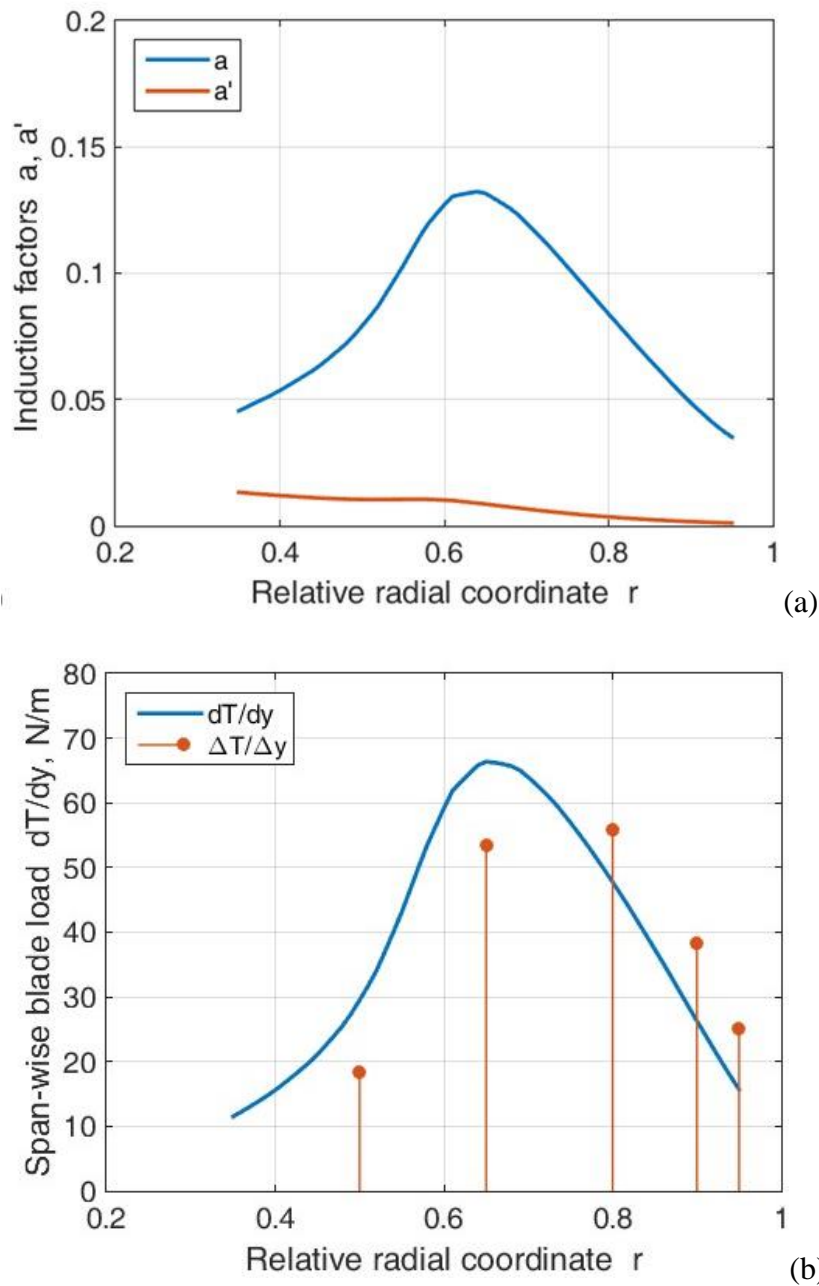 0.2
0.15
0.1
0.05
0
Induction factors a, a'
a
a'
0.2
0.4
0.6
0.8
1
Relative radial coordinate r
(a)
80
70
60
50
40
30
20
10
0
Span-wise blade load dT/dy, N/m
dT/dy
ΔT/Δy
0.2
0.4
0.6
0.8
1
Relative radial coordinate r
(b)